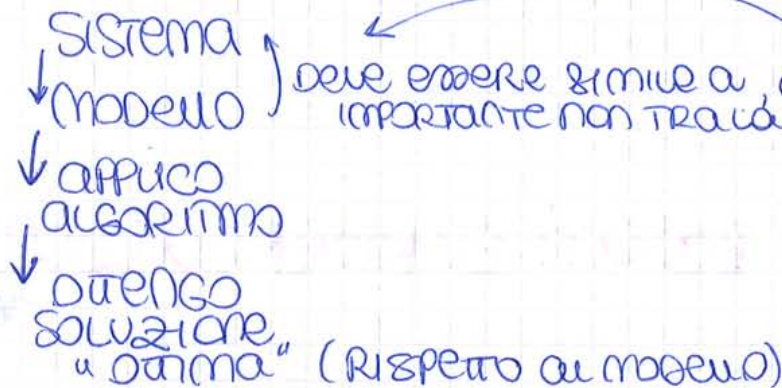 SISTEMA
MODELLO
DEVE ESSERE SIMILE A
IMPORTANTE NON TRALA
APPLICO
ALGORITMO
OTTENGO
SOLUZIONE
"OTTIMA" (RISPETTO AL MODELLO)